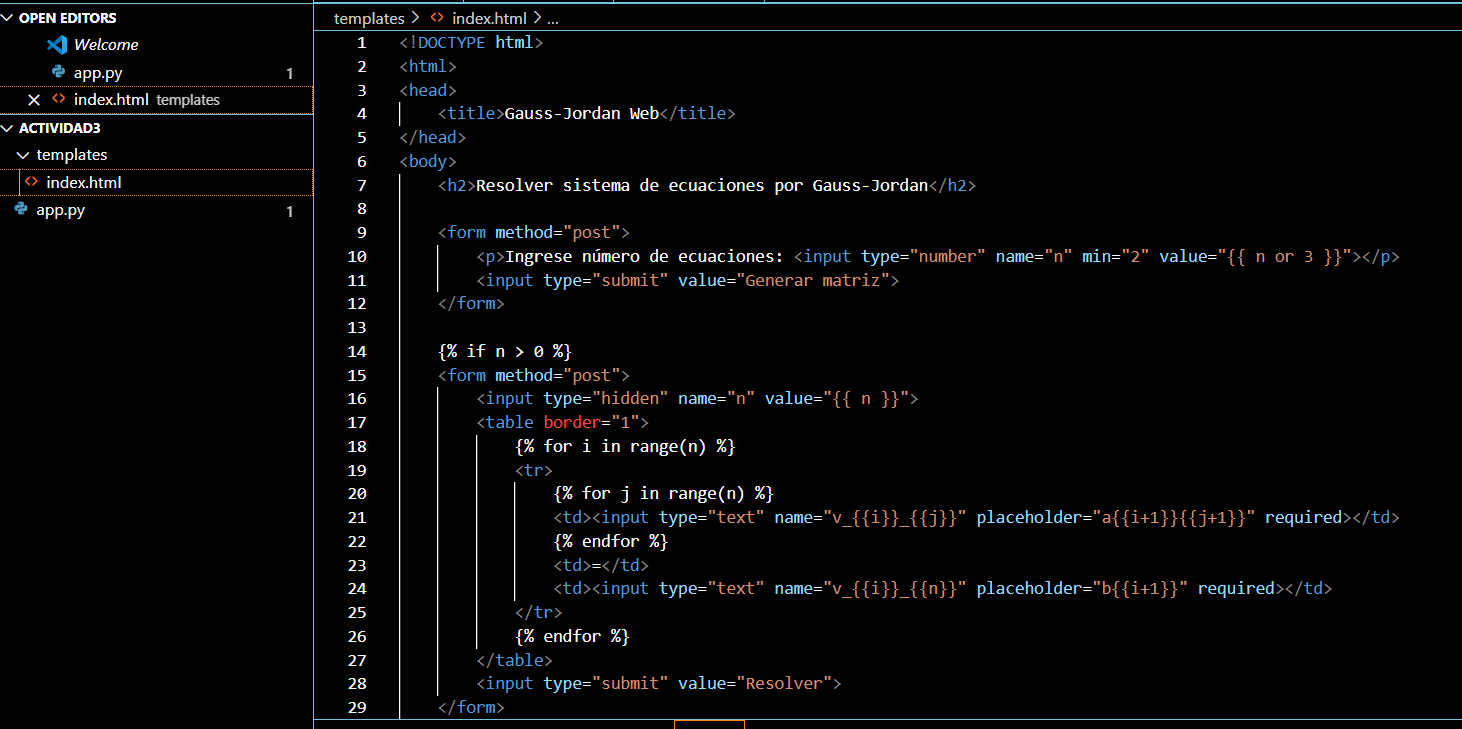 OPEN EDITORS
Welcome
app.py 1
index.html templates
ACTIVIDAD3
templates
index.html
app.py 1
templates > index.html > ...
1 <!DOCTYPE html>
2 <html>
3 <head>
4     <title>Gauss-Jordan Web</title>
5 </head>
6 <body>
7     <h2>Resolver sistema de ecuaciones por Gauss-Jordan</h2>
8
9     <form method="post">
10         <p>Ingrese número de ecuaciones: <input type="number" name="n" min="2" value="{{ n or 3 }}"></p>
11         <input type="submit" value="Generar matriz">
12     </form>
13
14     {% if n > 0 %}
15     <form method="post">
16         <input type="hidden" name="n" value="{{ n }}">
17         <table border="1">
18             {% for i in range(n) %}
19             <tr>
20                 {% for j in range(n) %}
21                 <td><input type="text" name="v_{{i}}_{{j}}" placeholder="a{{i+1}}{{j+1}}" required></td>
22                 {% endfor %}
23                 <td>=</td>
24                 <td><input type="text" name="v_{{i}}_{{n}}" placeholder="b{{i+1}}" required></td>
25             </tr>
26             {% endfor %}
27         </table>
28         <input type="submit" value="Resolver">
29     </form>